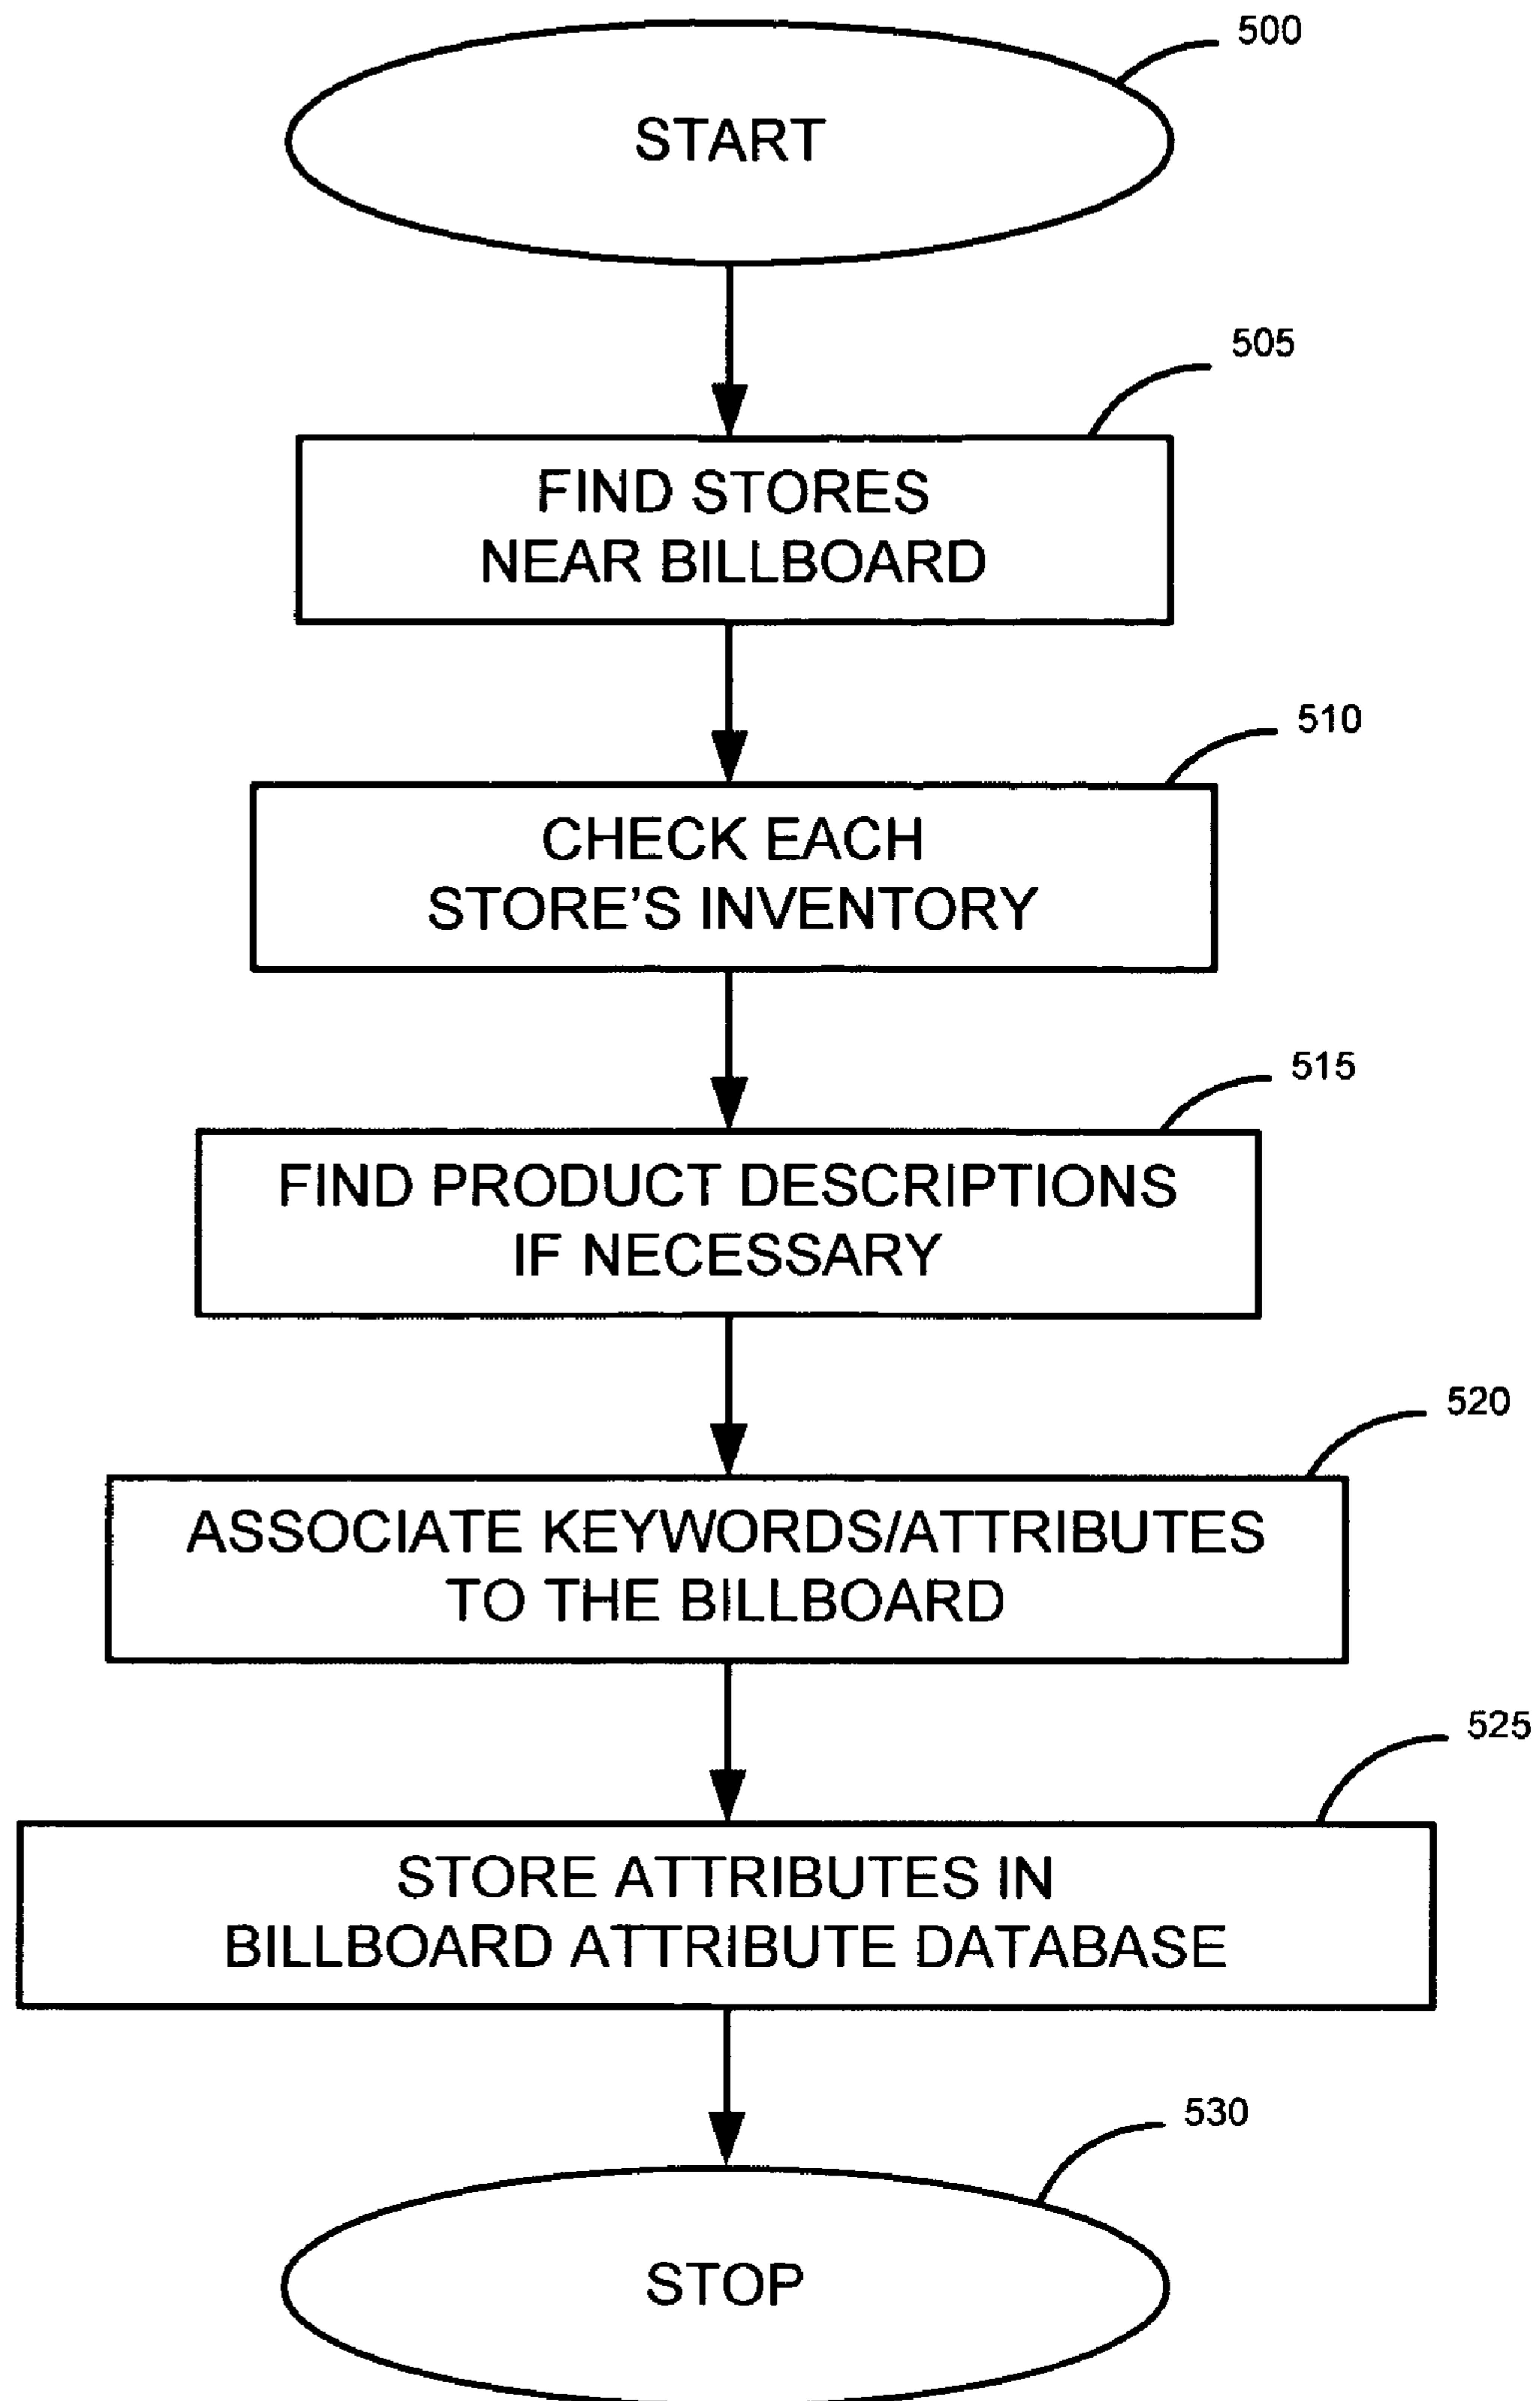 500
START
505
FIND STORES
NEAR BILLBOARD
510
CHECK EACH
STORE'S INVENTORY
515
FIND PRODUCT DESCRIPTIONS
IF NECESSARY
520
ASSOCIATE KEYWORDS/ATTRIBUTES
TO THE BILLBOARD
525
STORE ATTRIBUTES IN
BILLBOARD ATTRIBUTE DATABASE
530
STOP